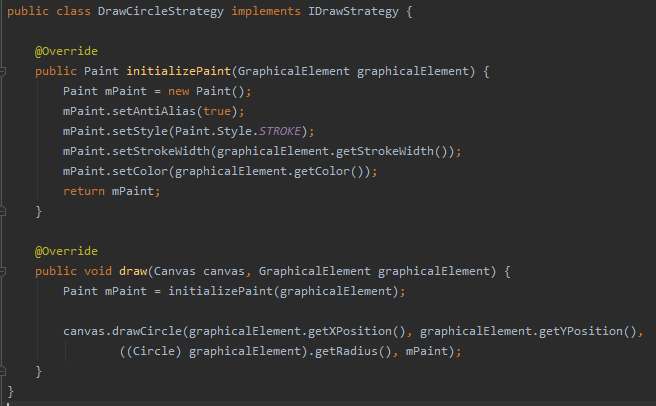 public class DrawCircleStrategy implements IDrawStrategy {
@Override
public Paint initializePaint(GraphicalElement graphicalElement) {
Paint mPaint = new Paint();
mPaint.setAntiAlias(true);
mPaint.setStyle(Paint.Style.STROKE);
mPaint.setStrokeWidth(graphicalElement.getStrokeWidth());
mPaint.setColor(graphicalElement.getColor());
return mPaint;
}
@Override
public void draw(Canvas canvas, GraphicalElement graphicalElement) {
Paint mPaint = initializePaint(graphicalElement);
canvas.drawCircle(graphicalElement.getXPosition(), graphicalElement.getYPosition(),
((Circle) graphicalElement).getRadius(), mPaint);
}
}